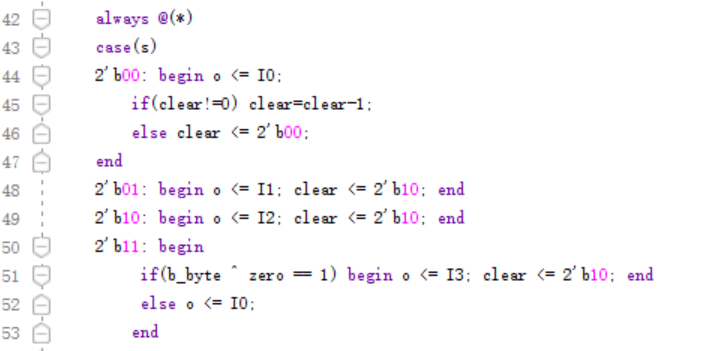 42 always @(*)
43 case(s)
44 2'b00: begin o <= I0;
45 if(clear!=0) clear=clear-1;
46 else clear <= 2'b00;
47 end
48 2'b01: begin o <= I1; clear <= 2'b10; end
49 2'b10: begin o <= I2; clear <= 2'b10; end
50 2'b11: begin
51 if(b_byte ^ zero == 1) begin o <= I3; clear <= 2'b10; end
52 else o <= I0;
53 end